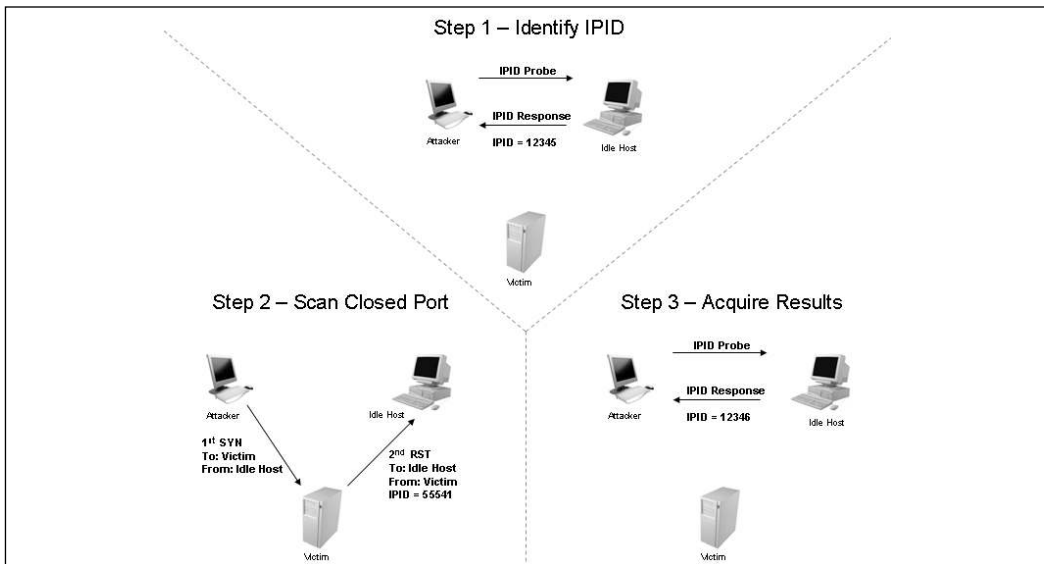 Step 1 – Identify IPID
IPID Probe
IPID Response
IPID = 12345
Attacker
Idle Host
Victim
Step 2 – Scan Closed Port
Attacker
Idle Host
1st SYN
To: Victim
From: Idle Host
2nd RST
To: Idle Host
From: Victim
IPID = 55541
Victim
Step 3 – Acquire Results
IPID Probe
IPID Response
IPID = 12346
Attacker
Idle Host
Victim